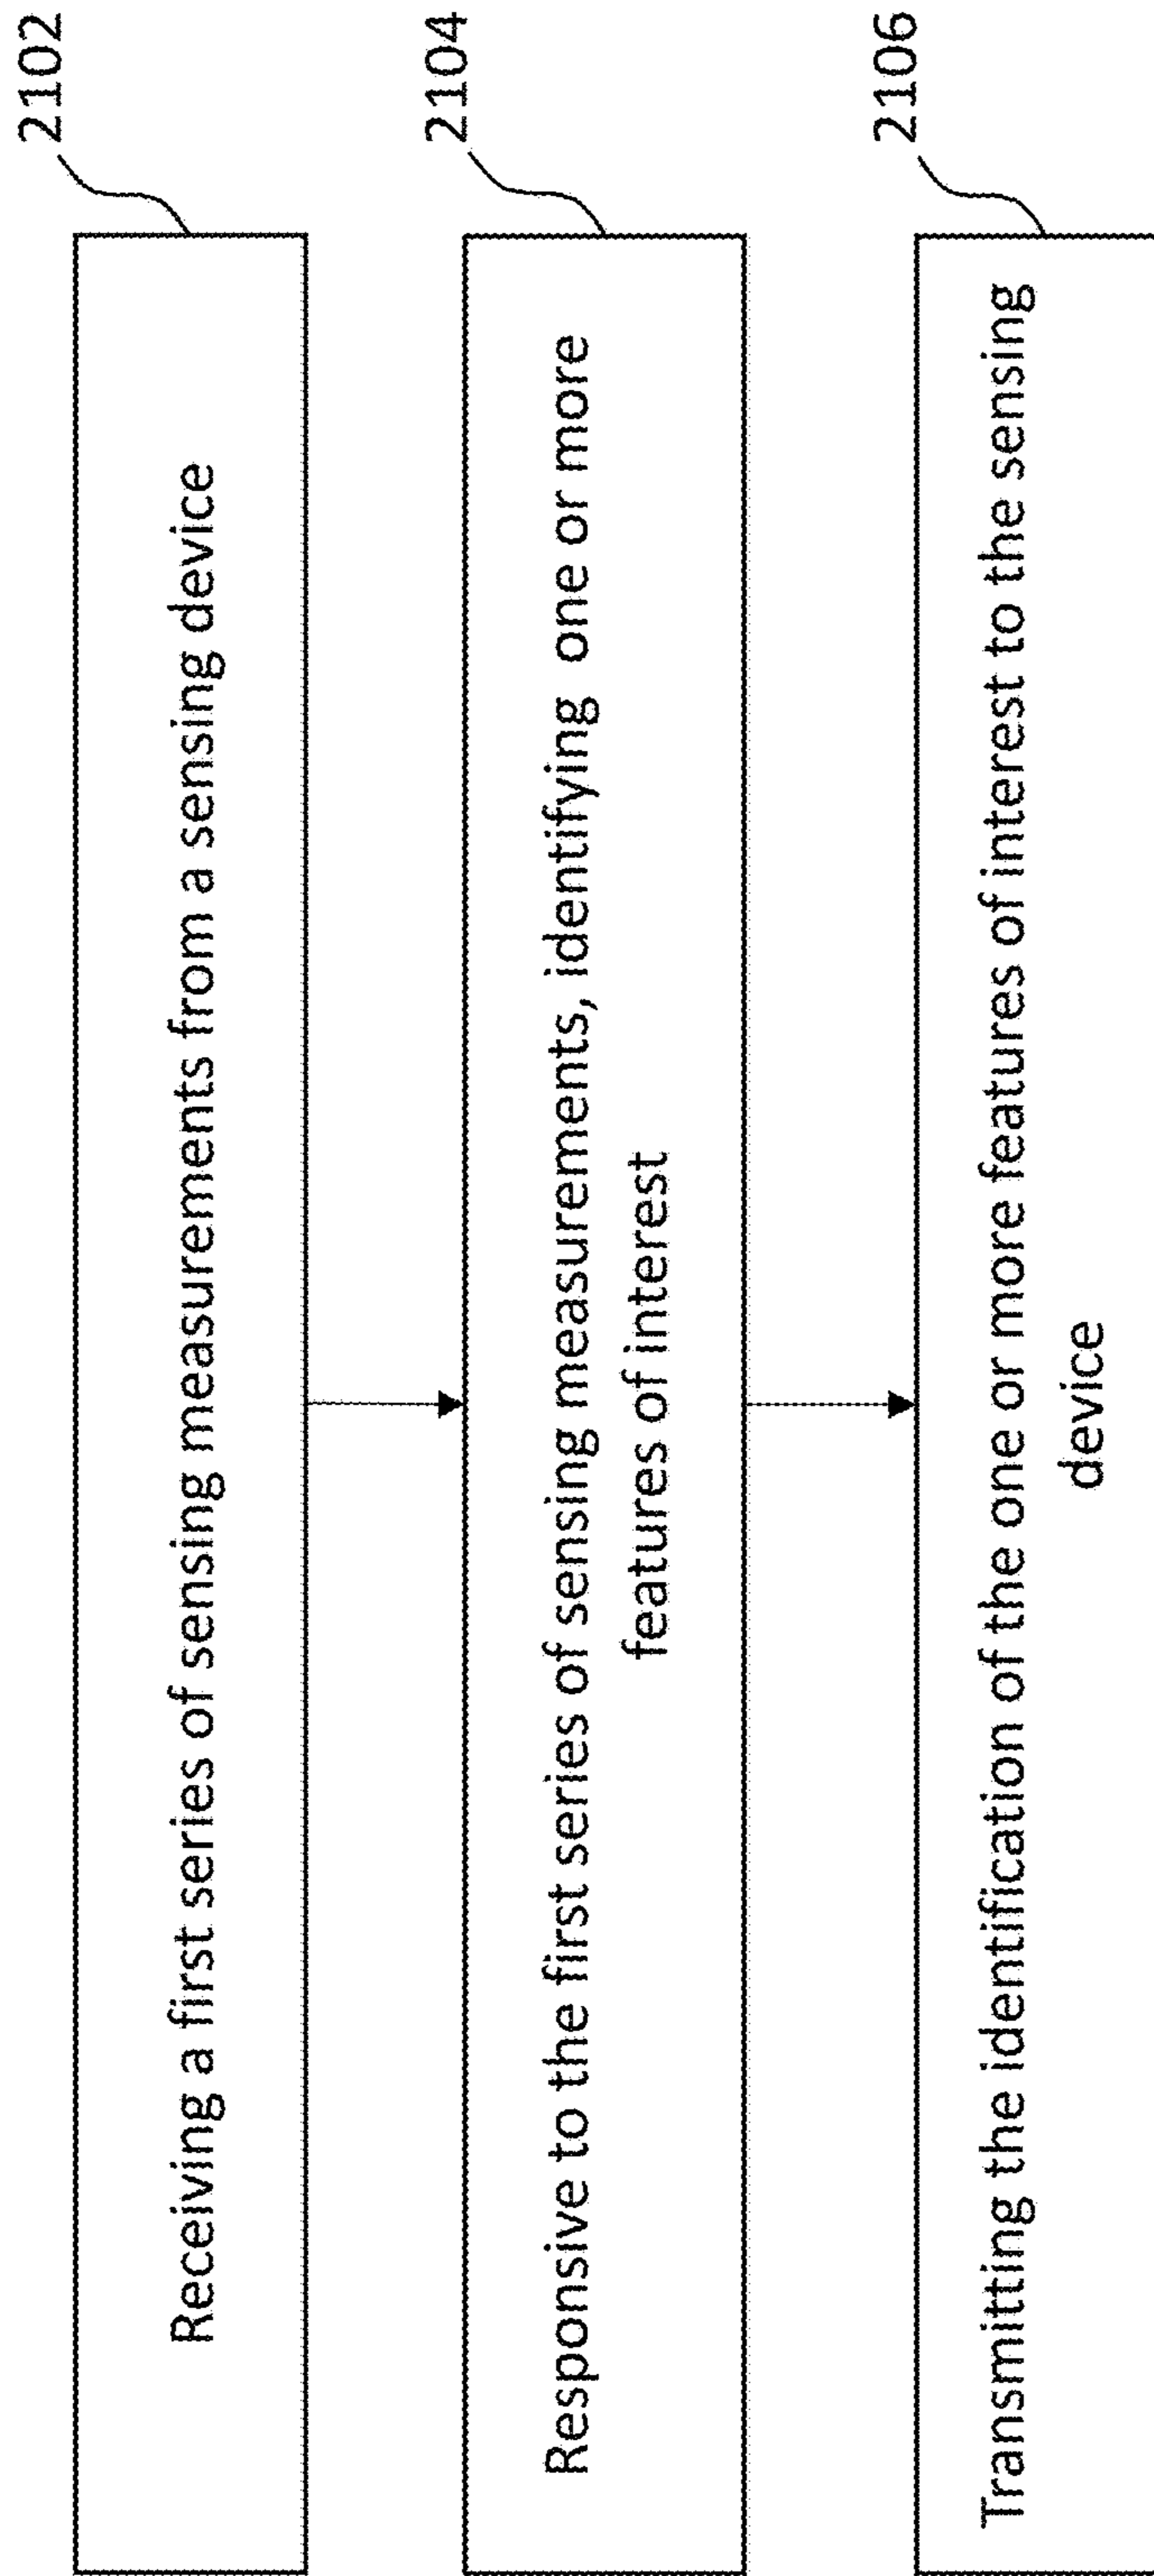 2102
Receiving a first series of sensing measurements from a sensing device
2104
Responsive to the first series of sensing measurements, identifying one or more
features of interest
2106
Transmitting the identification of the one or more features of interest to the sensing
device